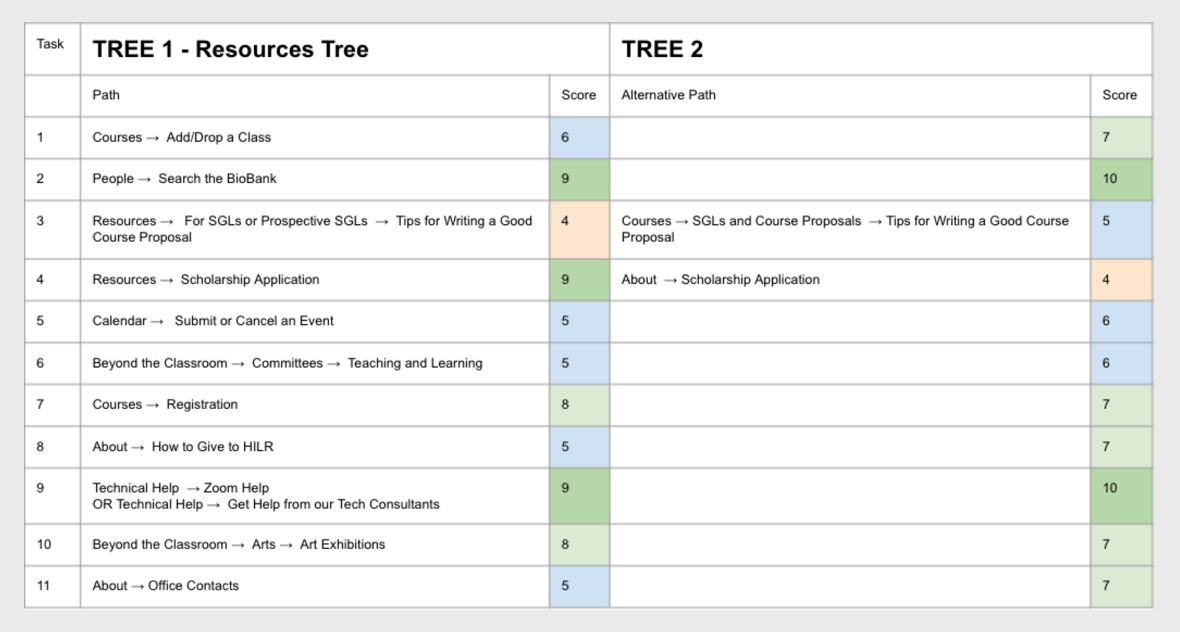 Task TREE 1 - Resources Tree TREE 2
Path Score Alternative Path Score
1 Courses → Add/Drop a Class 6 7
2 People → Search the BioBank 9 10
3 Resources → For SGLs or Prospective SGLs → Tips for Writing a Good 4 Courses → SGLs and Course Proposals → Tips for Writing a Good Course 5
Course Proposal Proposal
4 Resources → Scholarship Application 9 About → Scholarship Application 4
5 Calendar → Submit or Cancel an Event 5 6
6 Beyond the Classroom → Committees → Teaching and Learning 5 6
7 Courses → Registration 8 7
8 About → How to Give to HILR 5 7
9 Technical Help → Zoom Help 9 10
OR Technical Help → Get Help from our Tech Consultants
10 Beyond the Classroom → Arts → Art Exhibitions 8 7
11 About → Office Contacts 5 7